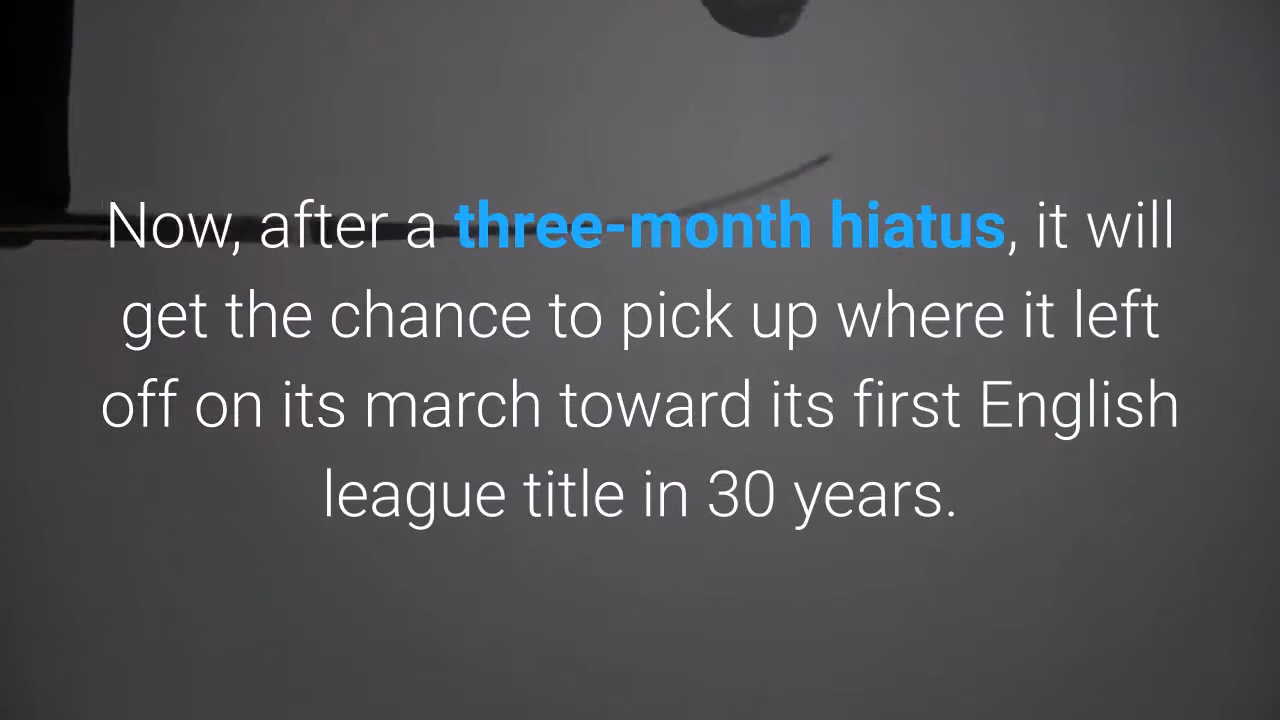 Now, after a three-month hiatus, it will
get the chance to pick up where it left
off on its march toward its first English
league title in 30 years.